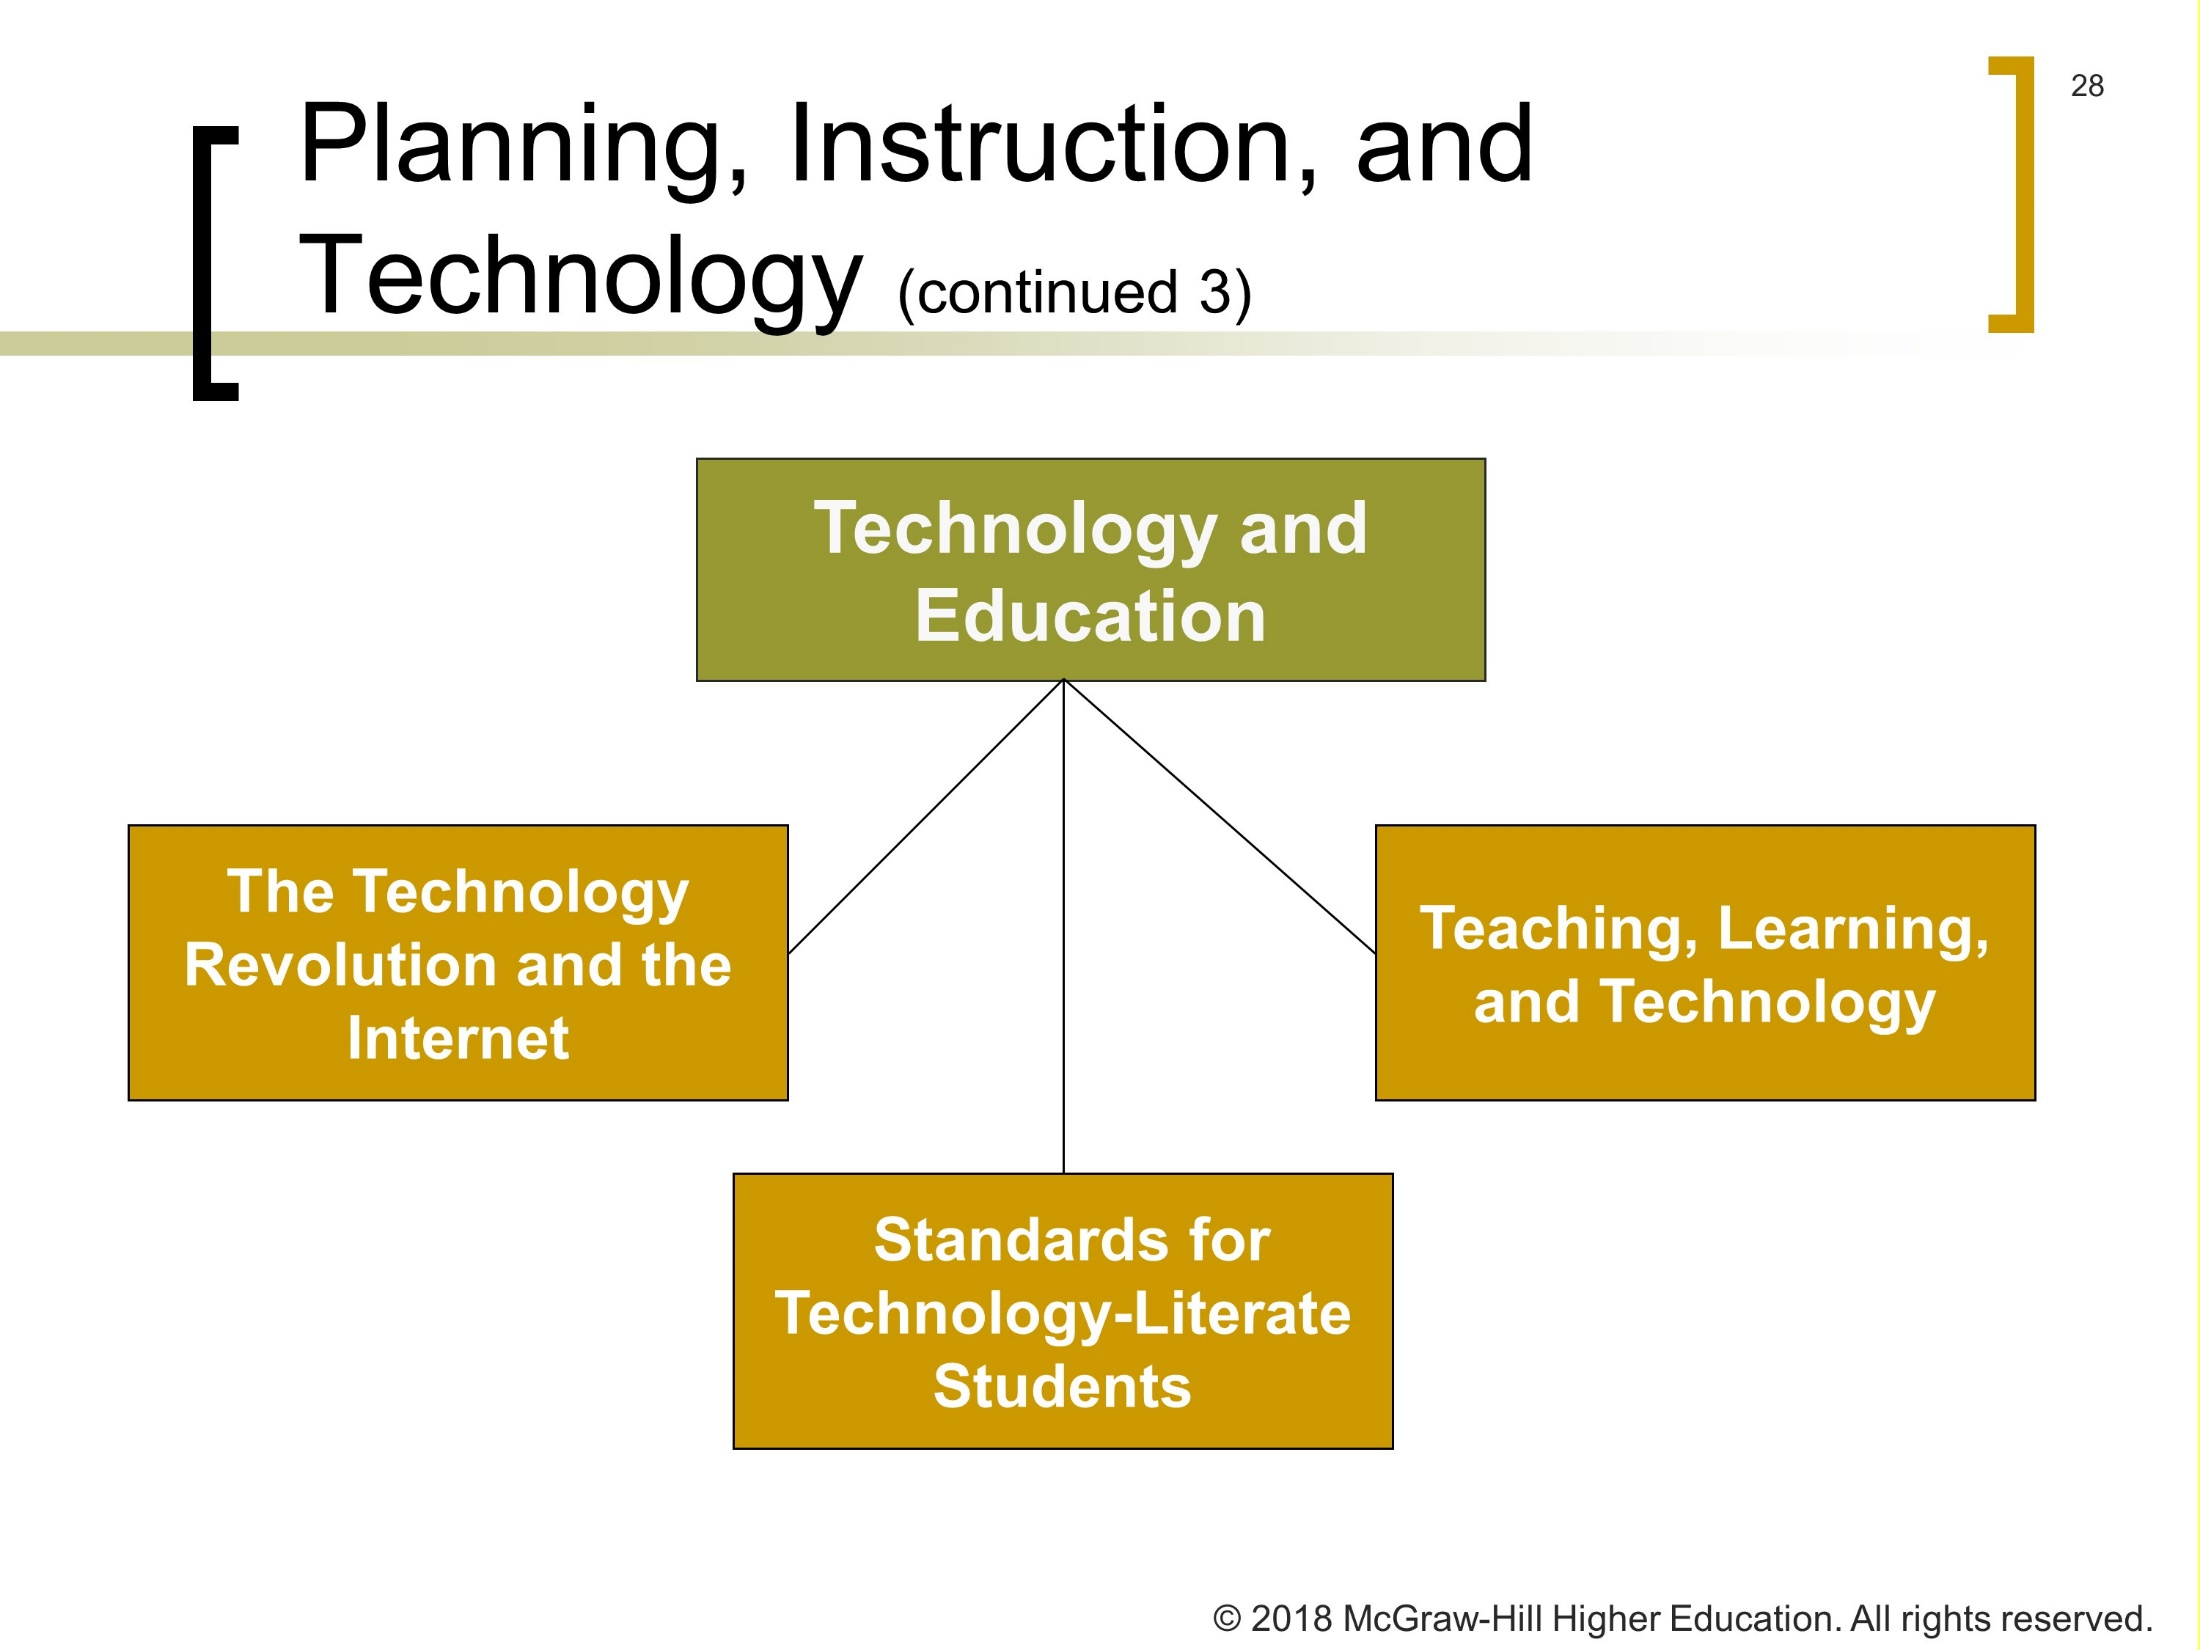 28
Planning, Instruction, and
Technology (continued 3)
Technology and
Education
The Technology
Revolution and the
Internet
Teaching, Learning,
and Technology
Standards for
Technology-Literate
Students
© 2018 McGraw-Hill Higher Education. All rights reserved.